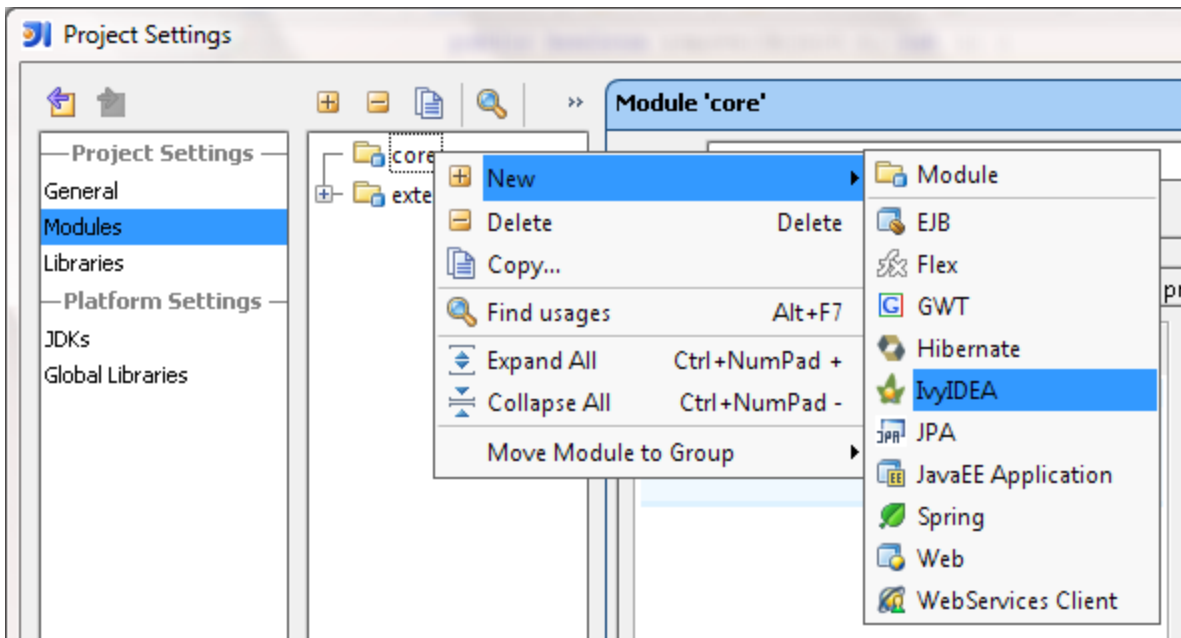 Project Settings
Module 'core'
Project Settings
General
Modules
Libraries
Platform Settings
JDKs
Global Libraries
core
New
Delete Delete
Copy...
Find usages Alt+F7
Expand All Ctrl+NumPad +
Collapse All Ctrl+NumPad -
Move Module to Group
Module
EJB
Flex
GWT
Hibernate
IvyIDEA
JPA
JavaEE Application
Spring
Web
WebServices Client